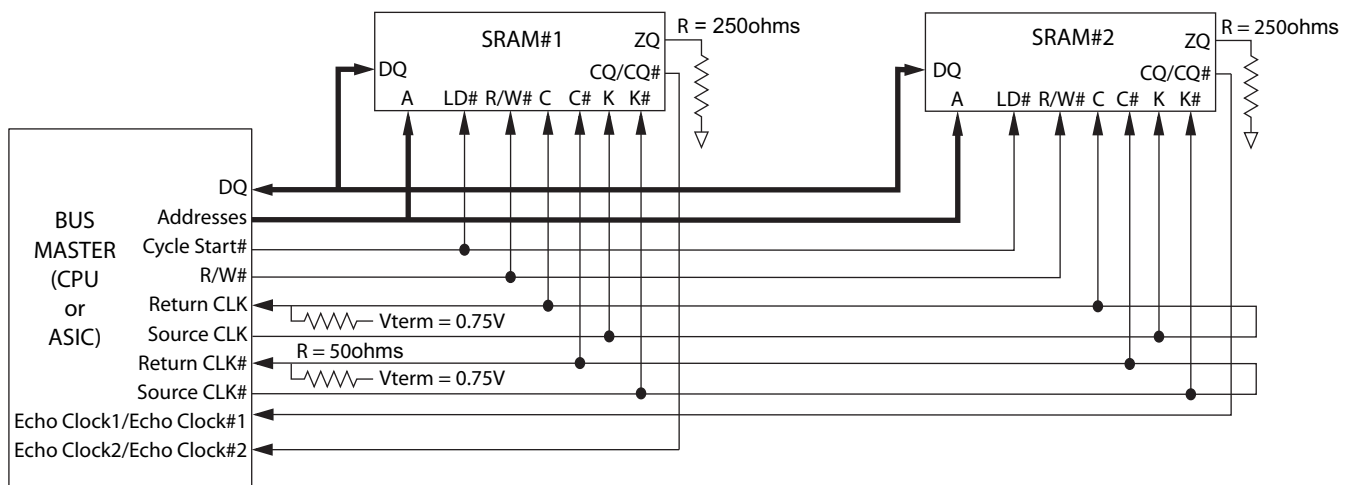 SRAM#1
ZQ
R = 250ohms
DQ
CQ/CQ#
A LD# R/W# C C# K K#
SRAM#2
ZQ
R = 250ohms
DQ
CQ/CQ#
A LD# R/W# C C# K K#
BUS
MASTER
(CPU
or
ASIC)
DQ
Addresses
Cycle Start#
R/W#
Return CLK
Vterm = 0.75V
Source CLK
R = 50ohms
Return CLK#
Vterm = 0.75V
Source CLK#
Echo Clock1/Echo Clock#1
Echo Clock2/Echo Clock#2